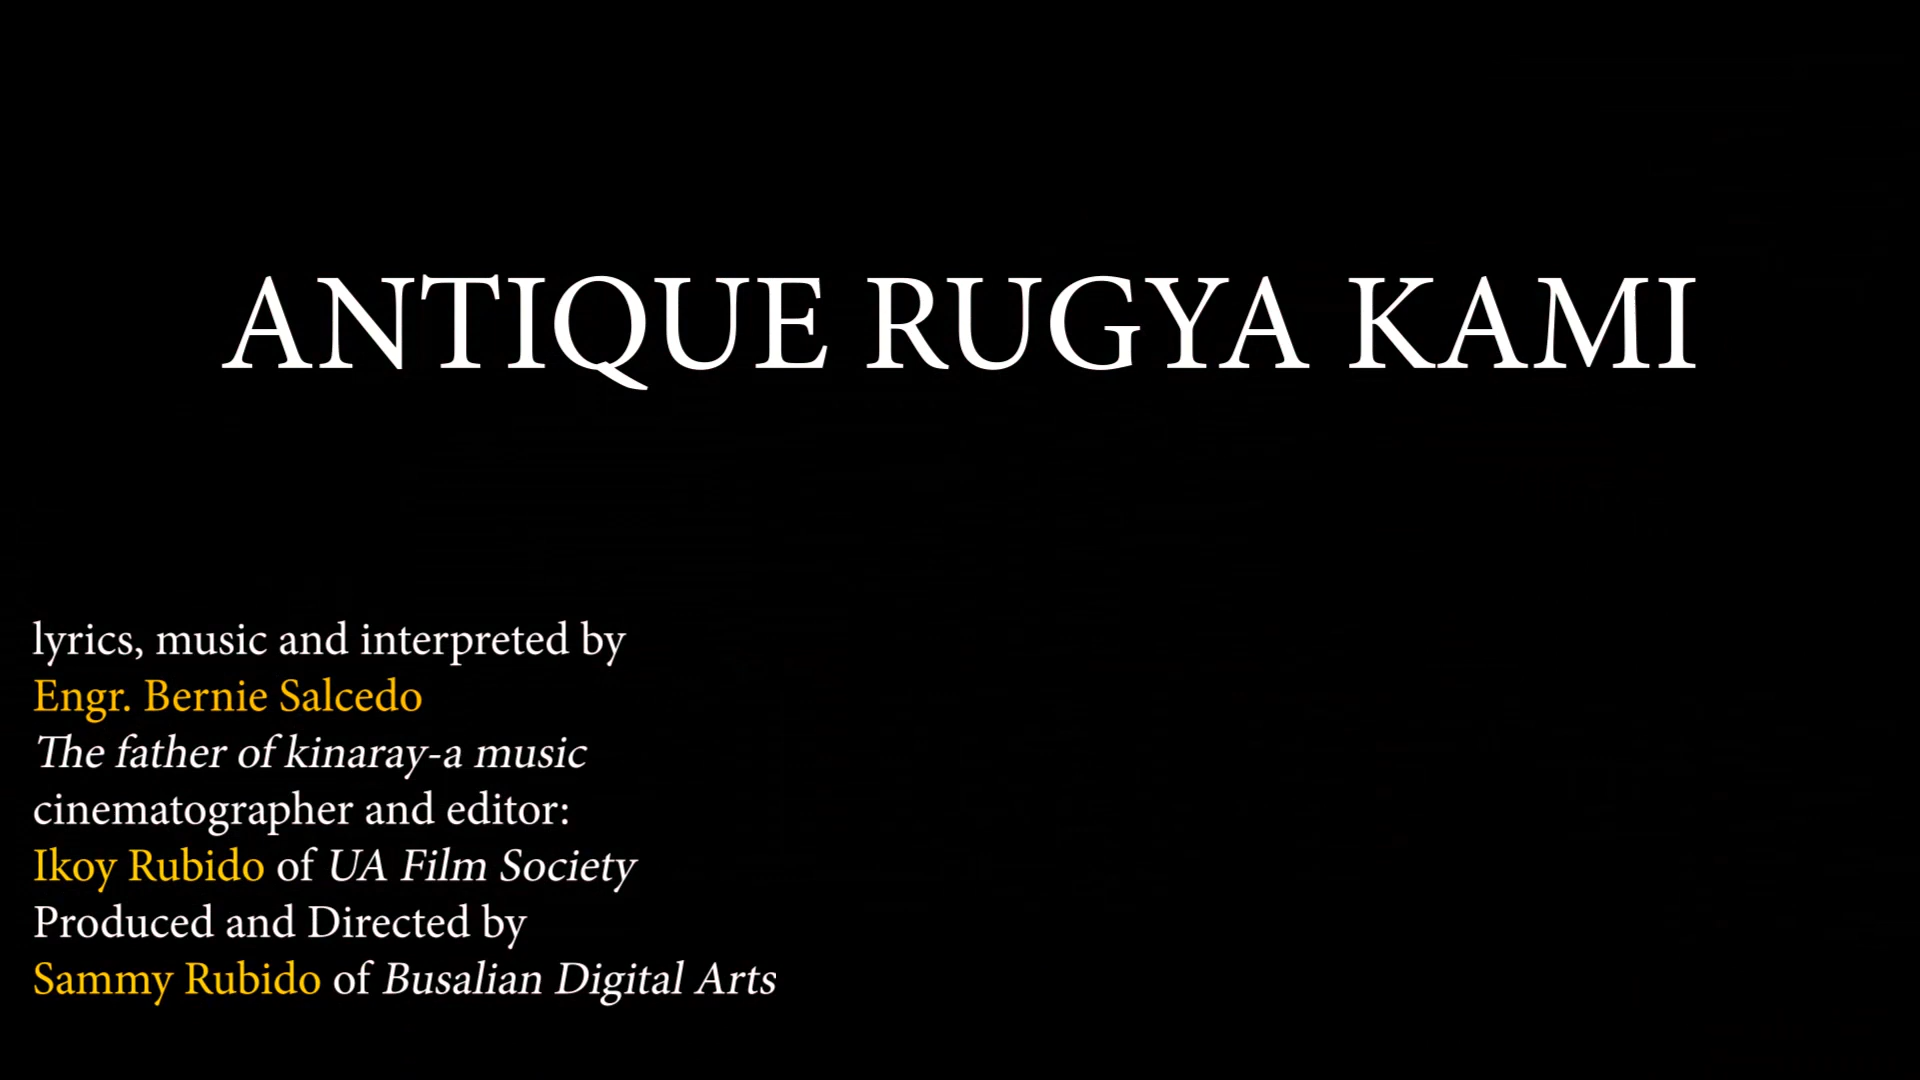 ANTIQUE RUGYA KAMI
lyrics, music and interpreted by
Engr. Bernie Salcedo
The father of kinaray-a music
cinematographer and editor:
Ikoy Rubido of UA Film Society
Produced and Directed by
Sammy Rubido of Busalian Digital Arts